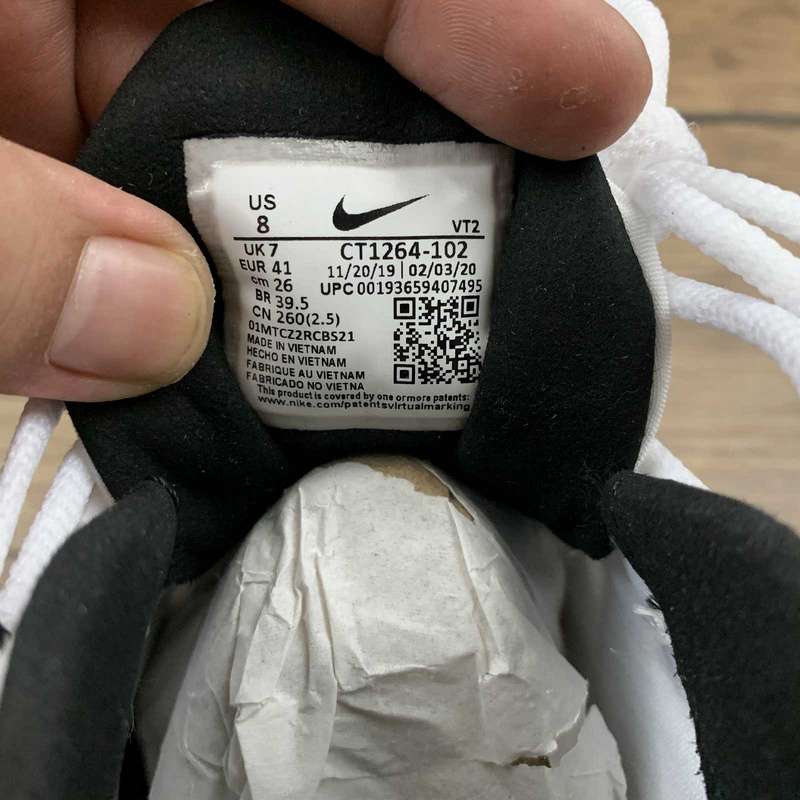 US
8
VT2
UK 7
EUR 41
cm 26
BR 39.5
CN 260(2.5)
01MTCZ2RCBS21
CT1264-102
11/20/19 | 02/03/20
UPC 00193659407495
MADE IN VIETNAM
HECHO EN VIETNAM
FABRIQUE AU VIETNAM
FABRICADO NO VIETNA
This product is covered by one or more patents:
www.nike.com/patentsvirtualmarking